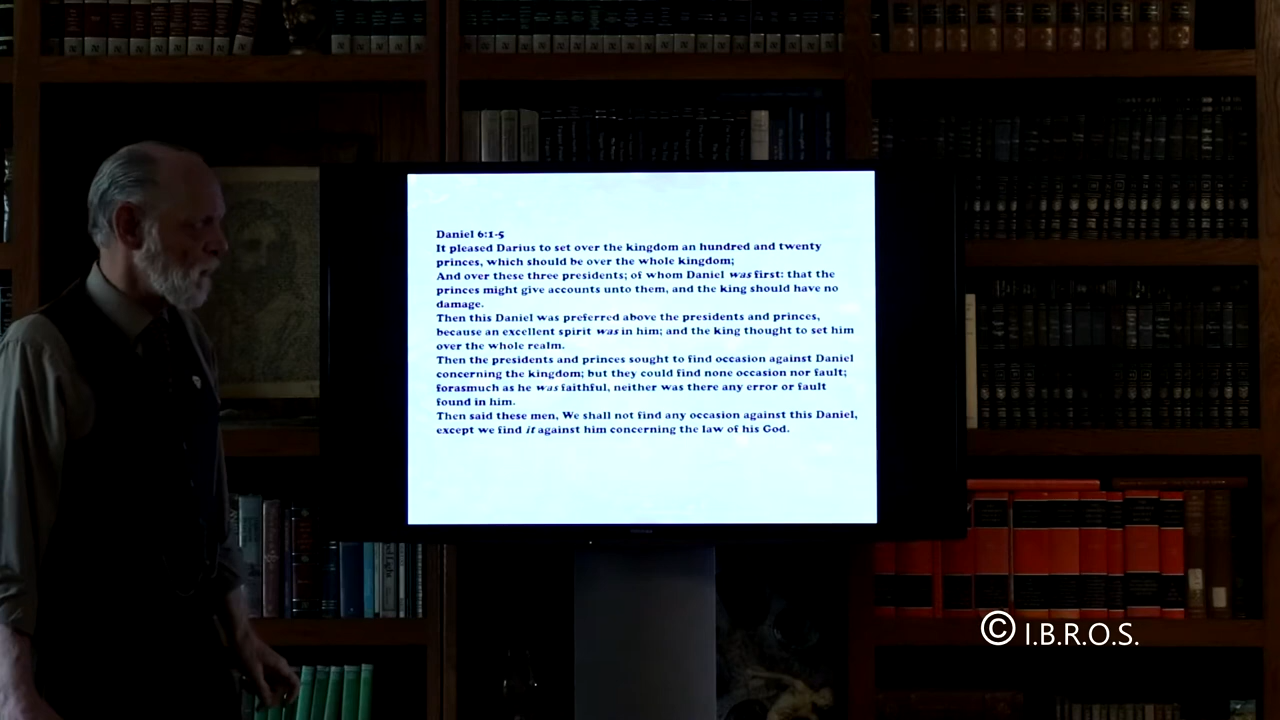 Daniel 6:1-5
It pleased Darius to set over the kingdom an hundred and twenty
princes, which should be over the whole kingdom;
And over these three presidents; of whom Daniel was first: that the
princes might give accounts unto them, and the king should have no
damage.
Then this Daniel was preferred above the presidents and princes,
because an excellent spirit was in him; and the king thought to set him
over the whole realm.
Then the presidents and princes sought to find occasion against Daniel
concerning the kingdom; but they could find none occasion nor fault;
forasmuch as he was faithful, neither was there any error or fault
found in him.
Then said these men, We shall not find any occasion against this Daniel,
except we find it against him concerning the law of his God.
© I.B.R.O.S.